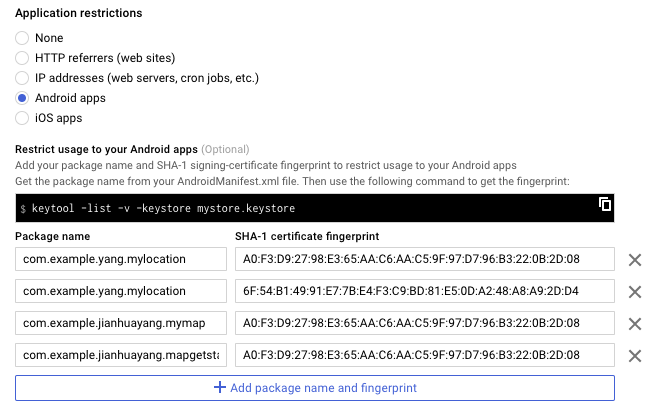 Application restrictions
None
HTTP referrers (web sites)
IP addresses (web servers, cron jobs, etc.)
Android apps
iOS apps
Restrict usage to your Android apps (Optional)
Add your package name and SHA-1 signing-certificate fingerprint to restrict usage to your Android apps
Get the package name from your AndroidManifest.xml file. Then use the following command to get the fingerprint:
$ keytool -list -v -keystore mystore.keystore
Package name SHA-1 certificate fingerprint
com.example.yang.mylocation A0:F3:D9:27:98:E3:65:AA:C6:AA:C5:9F:97:D7:96:B3:22:0B:2D:08
com.example.yang.mylocation 6F:54:B1:49:91:E7:7B:E4:F3:C9:BD:81:E5:0D:A2:48:A8:A9:2D:D4
com.example.jianhuayang.mymap A0:F3:D9:27:98:E3:65:AA:C6:AA:C5:9F:97:D7:96:B3:22:0B:2D:08
com.example.jianhuayang.mapgetsta A0:F3:D9:27:98:E3:65:AA:C6:AA:C5:9F:97:D7:96:B3:22:0B:2D:08
Add package name and fingerprint